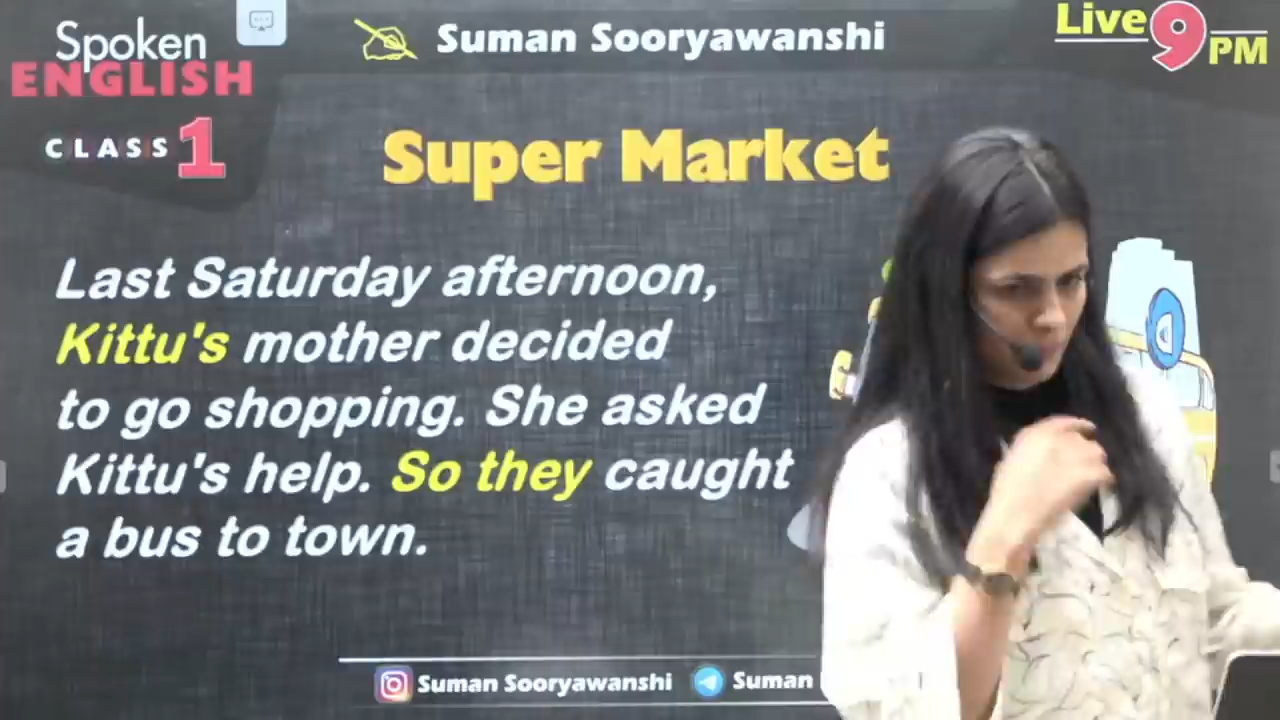 Spoken
ENGLISH
CLASS 1
Suman Sooryawanshi
Live 9 PM
Super Market
Last Saturday afternoon,
Kittu's mother decided
to go shopping. She asked
Kittu's help. So they caught
a bus to town.
Suman Sooryawanshi
Suman